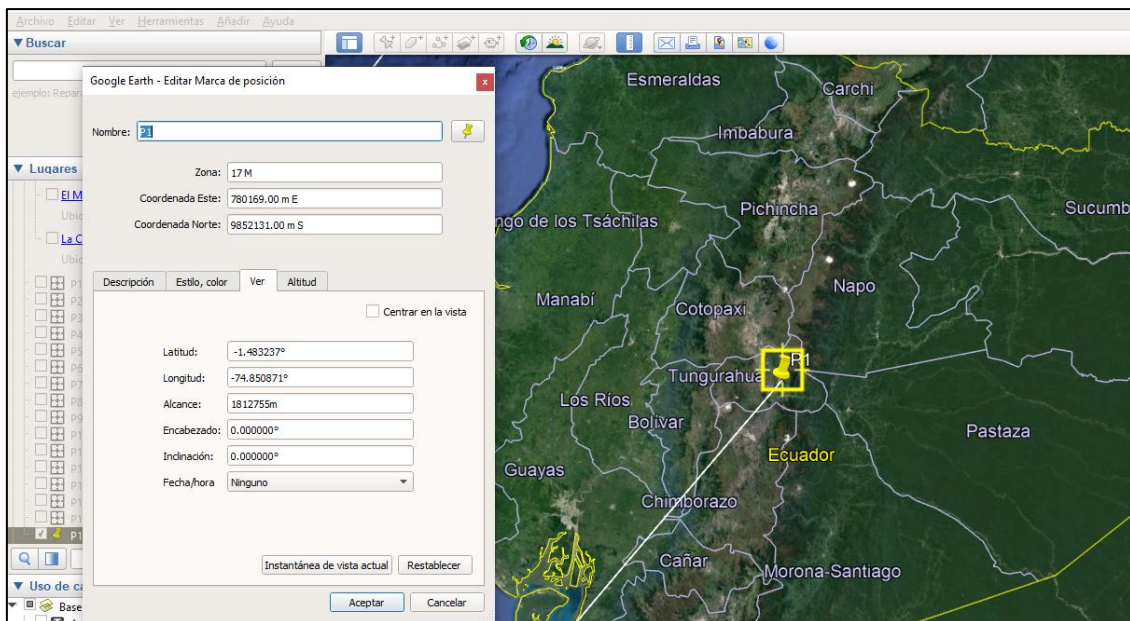 Archivo Editar Ver Herramientas Añadir Ayuda
▼ Buscar
ejemplo: Repara
Google Earth - Editar Marca de posición
x
Nombre: P1
Zona: 17 M
Coordenada Este: 780169.00 m E
Coordenada Norte: 9852131.00 m S
Descripción Estilo, color Ver Altitud
Centrar en la vista
Latitud: -1.483237°
Longitud: -74.850871°
Alcance: 1812755m
Encabezado: 0.000000°
Inclinación: 0.000000°
Fecha/hora Ninguno
Instantánea de vista actual Restablecer
Aceptar Cancelar
▼ Lugares
El M
Ubic
La C
Ubic
P1
P2
P3
P4
P5
P6
P7
P8
P9
P1
P1
P1
P1
P1
P1
P1
▼ Uso de ca
Base
Esmeraldas
Carchi
Imbabura
Pichincha
Sucumb
ngo de los Tsáchilas
Napo
Manabí
Cotopaxi
P1
Tungurahua
Los Ríos
Bolivar
Pastaza
Ecuador
Guayas
Chimborazo
Cañar
Morona-Santiago